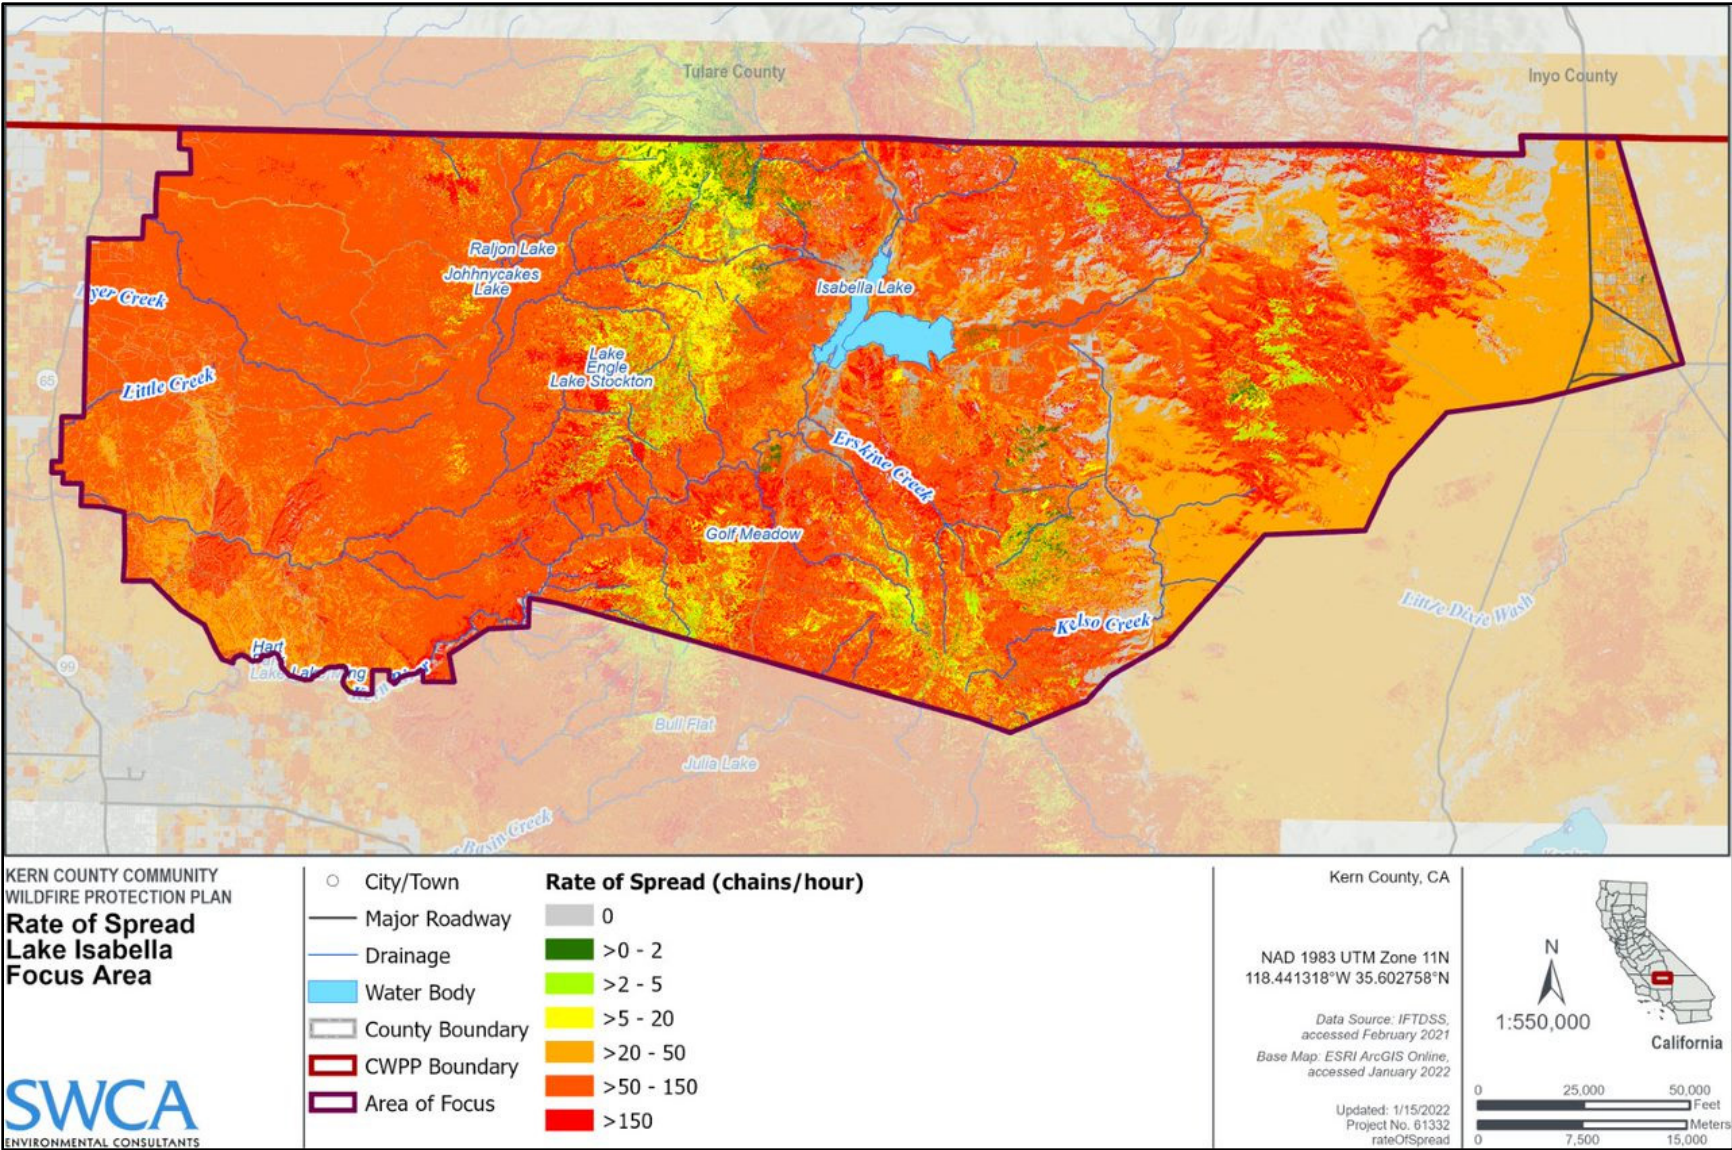 Tulare County
Inyo County
Raljon Lake
Johhnycakes
Lake
Isabella Lake
Little Creek
65
Lake
Engle
Lake Stockton
Erskine Creek
Golf Meadow
Kelso Creek
Little Dixie Wash
Hart
99
Bull Flat
Julia Lake
Basin Creek
KERN COUNTY COMMUNITY
WILDFIRE PROTECTION PLAN
Rate of Spread
Lake Isabella
Focus Area
SWCA
ENVIRONMENTAL CONSULTANTS
City/Town
Major Roadway
Drainage
Water Body
County Boundary
CWPP Boundary
Area of Focus
Rate of Spread (chains/hour)
0
>0 - 2
>2 - 5
>5 - 20
>20 - 50
>50 - 150
>150
Kern County, CA
NAD 1983 UTM Zone 11N
118.441318°W 35.602758°N
Data Source: IFTDSS,
accessed February 2021
Base Map: ESRI ArcGIS Online,
accessed January 2022
Updated: 1/15/2022
Project No. 61332
rateOfSpread
N
1:550,000
California
0 25,000 50,000
Feet
Meters
0 7,500 15,000